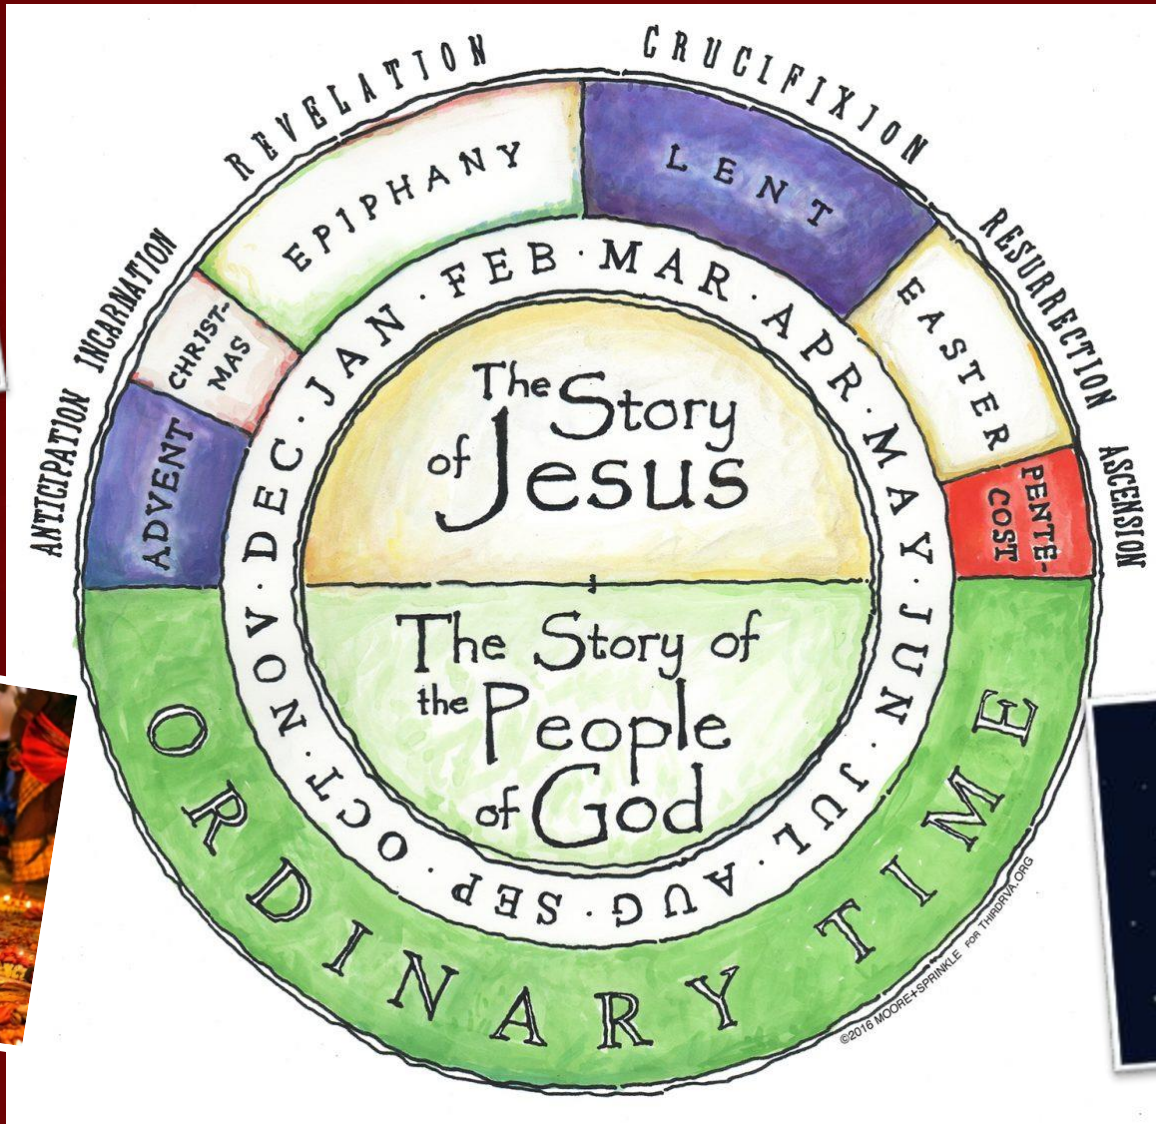 ANTICIPATION
INCARNATION
REVELATION
CRUCIFIXION
RESURRECTION
ASCENSION
ADVENT
CHRIST-
MAS
EPIPHANY
LENT
EASTER
PENTE-
COST
ORDINARY TIME
JAN · FEB · MAR · APR · MAY · JUN · JUL · AUG · SEP · OCT · NOV · DEC ·
The Story
of Jesus
The Story of
the People
of God
©2016 MOORE+SPRINKLE FOR THIRDRVA.ORG